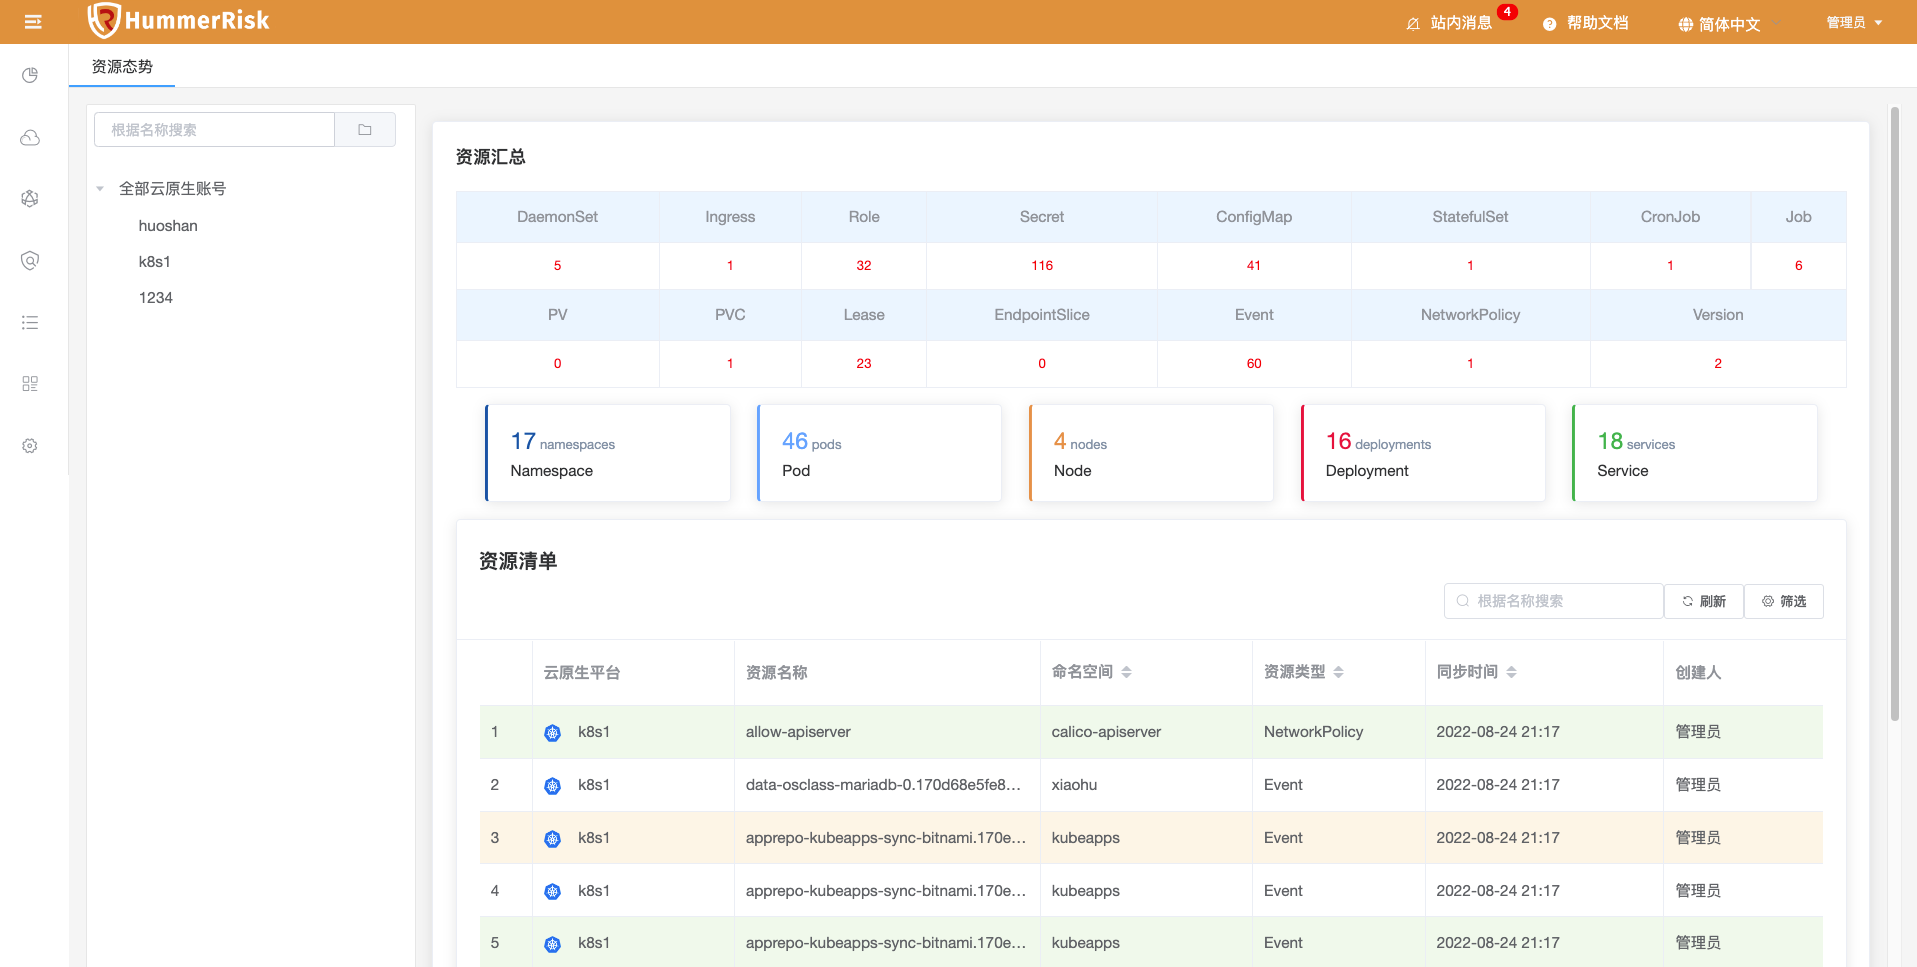 HummerRisk
站内消息 4
帮助文档
简体中文
管理员
资源态势
根据名称搜索
全部云原生账号
huoshan
k8s1
1234
资源汇总
DaemonSet Ingress Role Secret ConfigMap StatefulSet CronJob Job
5 1 32 116 41 1 1 6
PV PVC Lease EndpointSlice Event NetworkPolicy Version
0 1 23 0 60 1 2
17 namespaces
Namespace
46 pods
Pod
4 nodes
Node
16 deployments
Deployment
18 services
Service
资源清单
根据名称搜索 刷新 筛选
云原生平台 资源名称 命名空间 资源类型 同步时间 创建人
1 k8s1 allow-apiserver calico-apiserver NetworkPolicy 2022-08-24 21:17 管理员
2 k8s1 data-osclass-mariadb-0.170d68e5fe8... xiaohu Event 2022-08-24 21:17 管理员
3 k8s1 apprepo-kubeapps-sync-bitnami.170e... kubeapps Event 2022-08-24 21:17 管理员
4 k8s1 apprepo-kubeapps-sync-bitnami.170e... kubeapps Event 2022-08-24 21:17 管理员
5 k8s1 apprepo-kubeapps-sync-bitnami.170e... kubeapps Event 2022-08-24 21:17 管理员